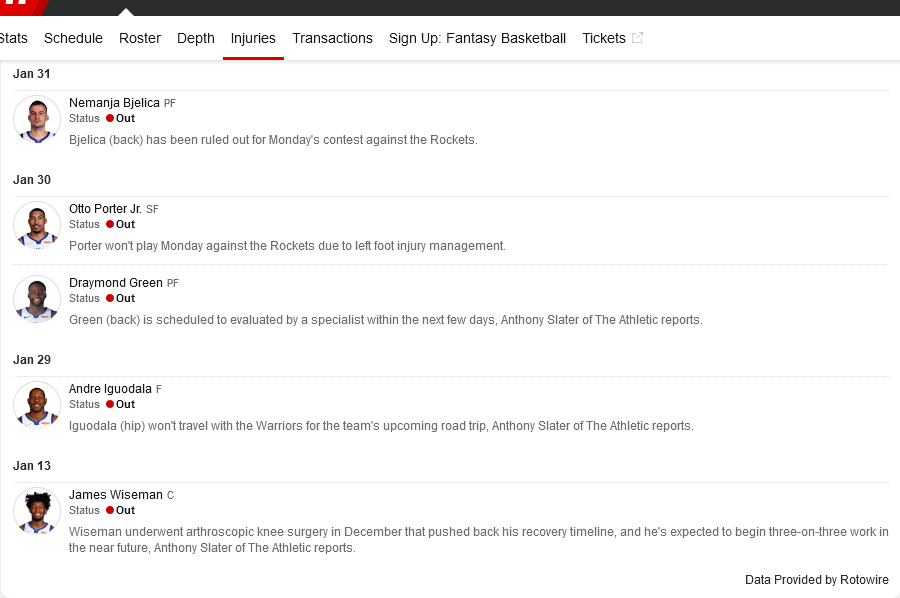 Stats Schedule Roster Depth Injuries Transactions Sign Up: Fantasy Basketball Tickets
Jan 31
Nemanja Bjelica PF
Status Out
Bjelica (back) has been ruled out for Monday's contest against the Rockets.
Jan 30
Otto Porter Jr. SF
Status Out
Porter won't play Monday against the Rockets due to left foot injury management.
Draymond Green PF
Status Out
Green (back) is scheduled to evaluated by a specialist within the next few days, Anthony Slater of The Athletic reports.
Jan 29
Andre Iguodala F
Status Out
Iguodala (hip) won't travel with the Warriors for the team's upcoming road trip, Anthony Slater of The Athletic reports.
Jan 13
James Wiseman C
Status Out
Wiseman underwent arthroscopic knee surgery in December that pushed back his recovery timeline, and he's expected to begin three-on-three work in
the near future, Anthony Slater of The Athletic reports.
Data Provided by Rotowire